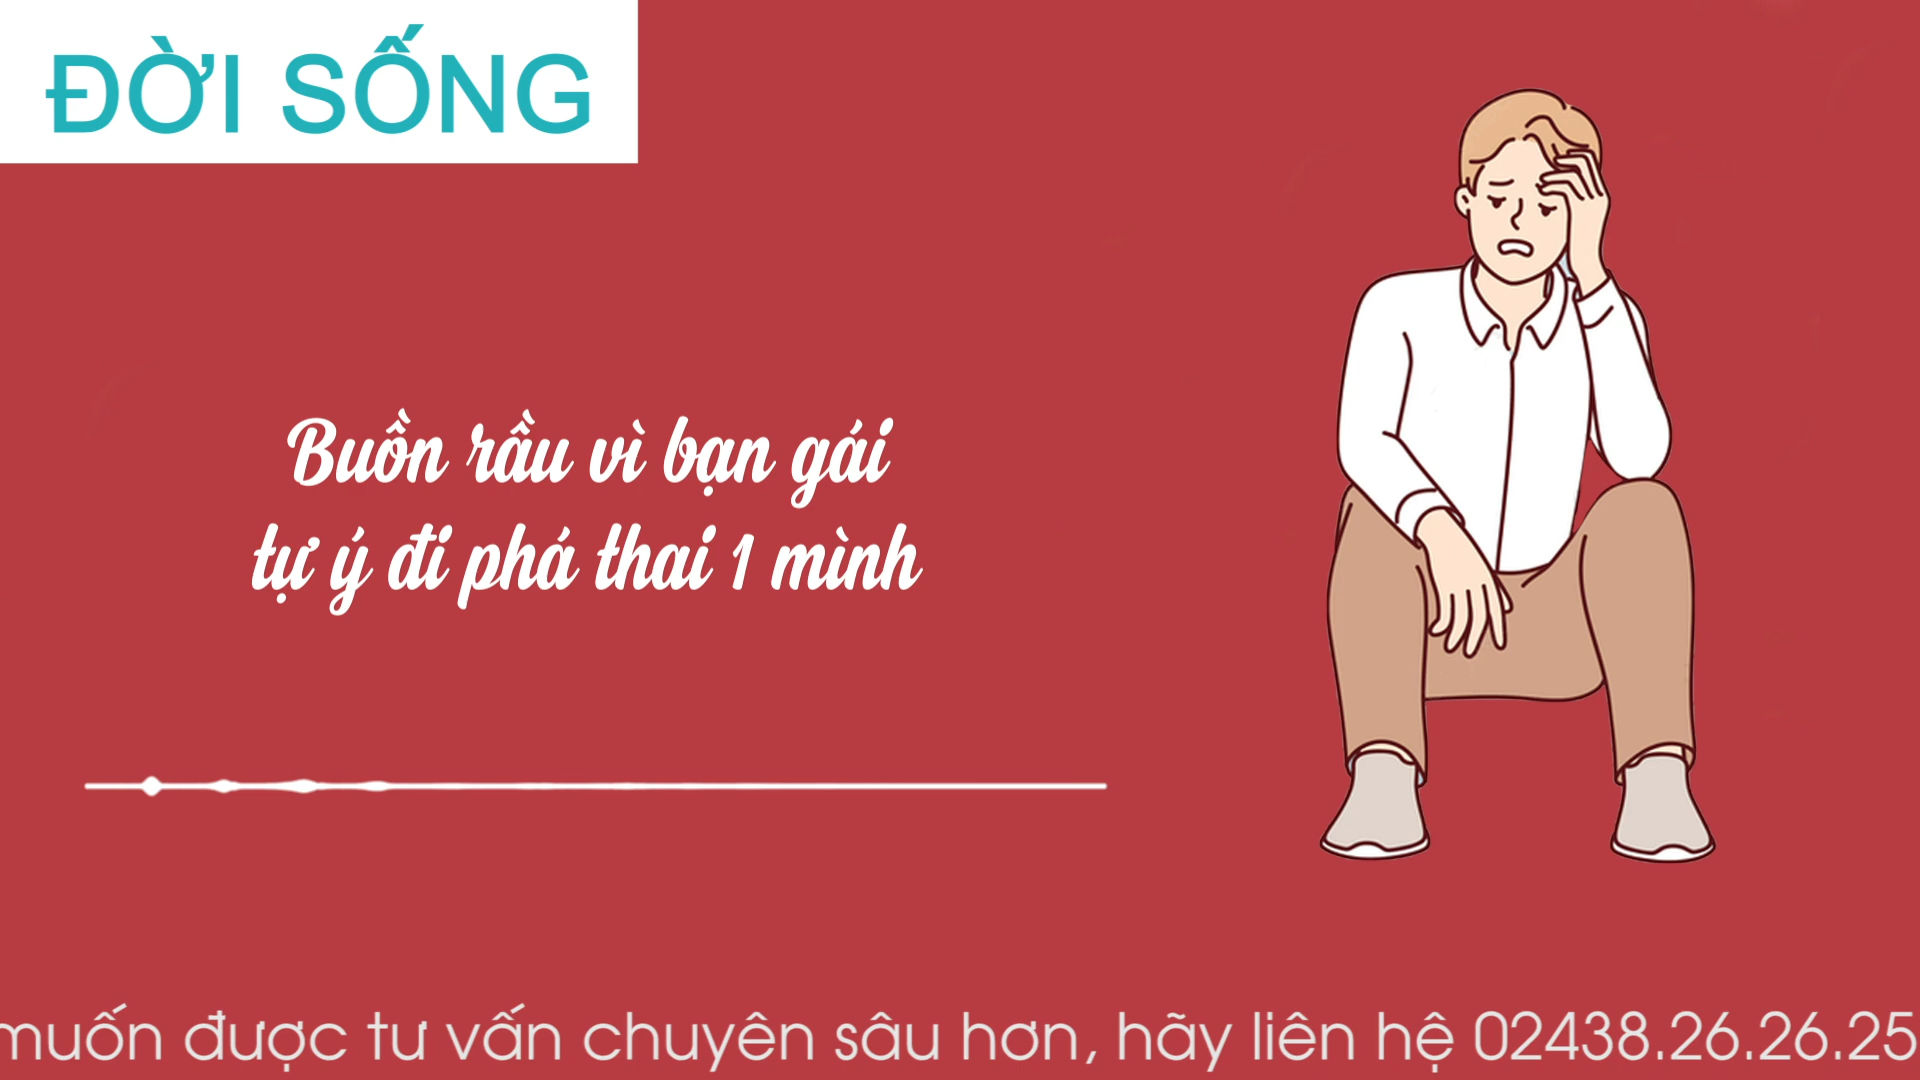 ĐỜI SỐNG
Buồn rầu vì bạn gái
tự ý đi phá thai 1 mình
muốn được tư vấn chuyên sâu hơn, hãy liên hệ 02438.26.26.25